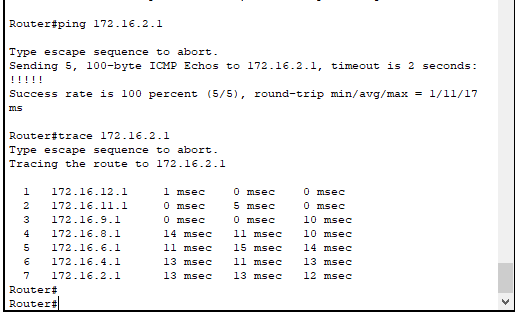 Router#ping 172.16.2.1
Type escape sequence to abort.
Sending 5, 100-byte ICMP Echos to 172.16.2.1, timeout is 2 seconds:
!!!!!
Success rate is 100 percent (5/5), round-trip min/avg/max = 1/11/17
ms
Router#trace 172.16.2.1
Type escape sequence to abort.
Tracing the route to 172.16.2.1
1 172.16.12.1 1 msec 0 msec 0 msec
2 172.16.11.1 0 msec 5 msec 0 msec
3 172.16.9.1 0 msec 0 msec 10 msec
4 172.16.8.1 14 msec 11 msec 10 msec
5 172.16.6.1 11 msec 15 msec 14 msec
6 172.16.4.1 13 msec 11 msec 13 msec
7 172.16.2.1 13 msec 13 msec 12 msec
Router#
Router#